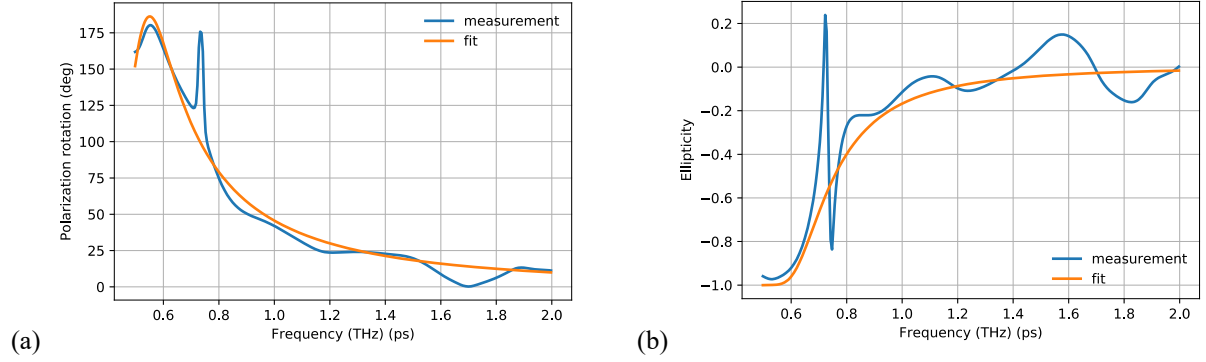 measurement
fit
175
150
125
100
75
50
25
0
Polarization rotation (deg)
0.6 0.8 1.0 1.2 1.4 1.6 1.8 2.0
Frequency (THz) (ps)
(a)
0.2
0.0
−0.2
−0.4
−0.6
−0.8
−1.0
Ellipticity
measurement
fit
0.6 0.8 1.0 1.2 1.4 1.6 1.8 2.0
Frequency (THz) (ps)
(b)